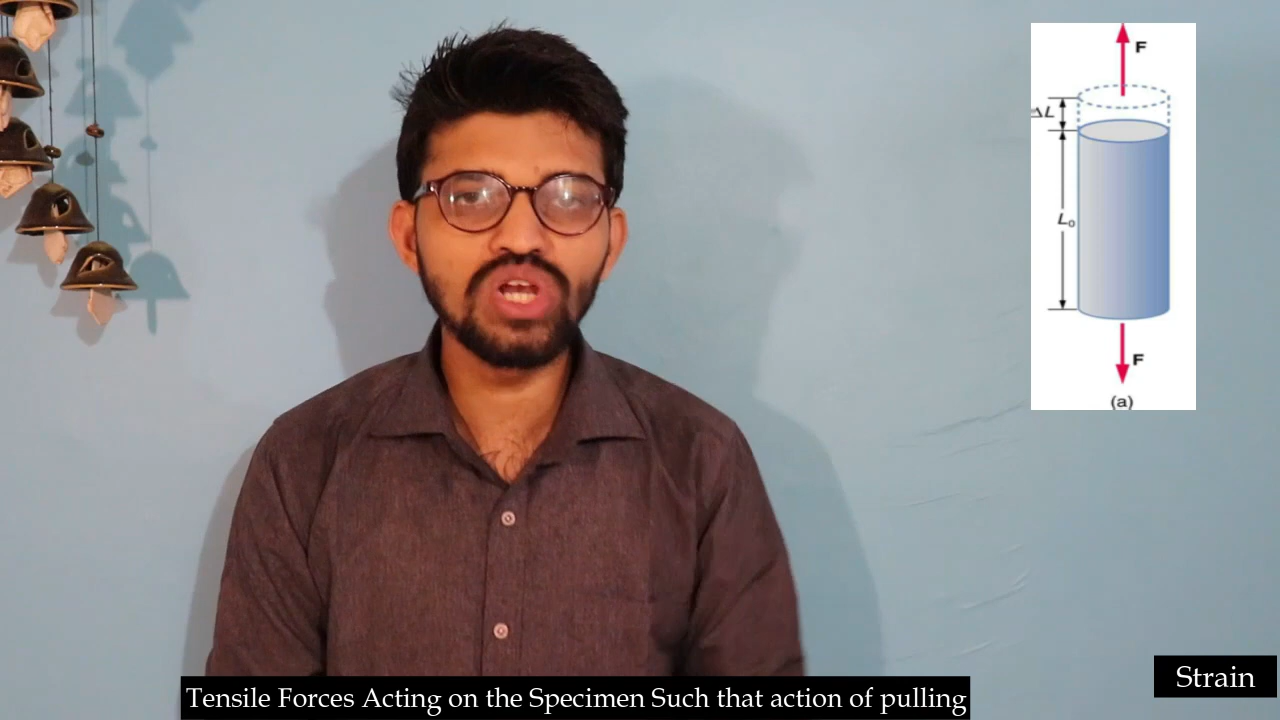 F
ΔL
L₀
F
(a)
Strain
Tensile Forces Acting on the Specimen Such that action of pulling